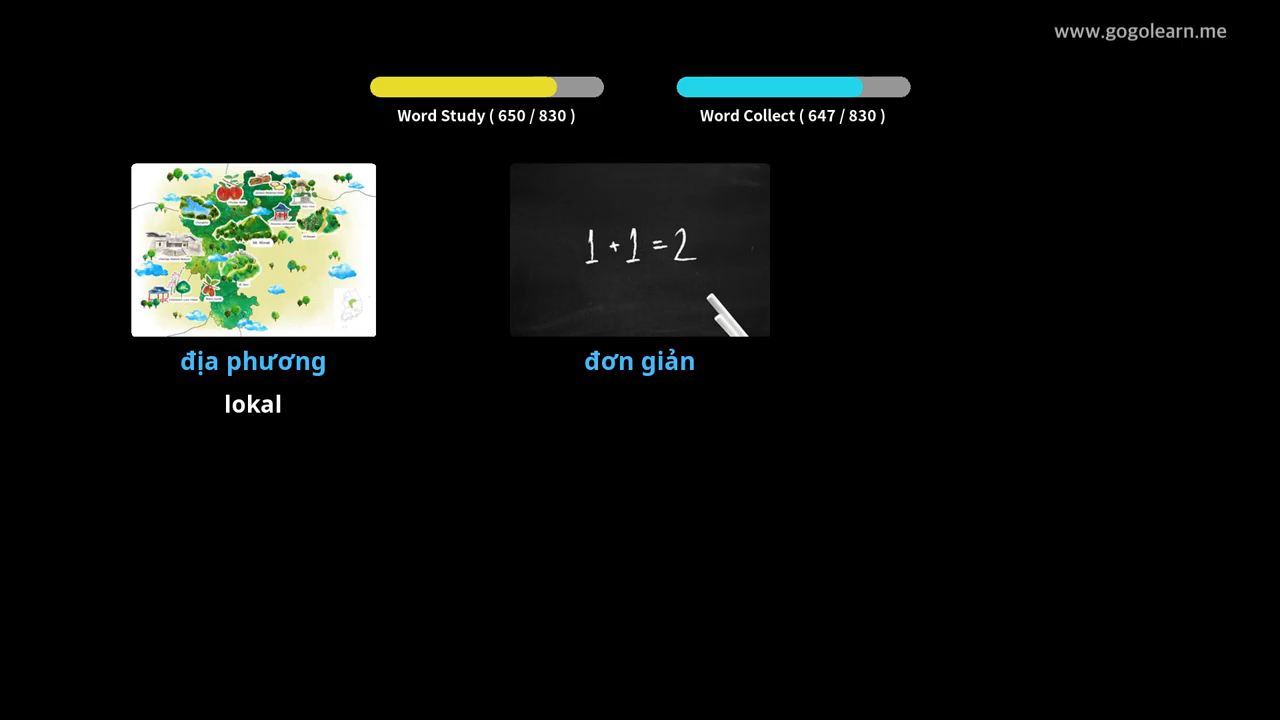 www.gogolearn.me
Word Study ( 650 / 830 )
Word Collect ( 647 / 830 )
1 + 1 = 2
địa phương
đơn giản
lokal